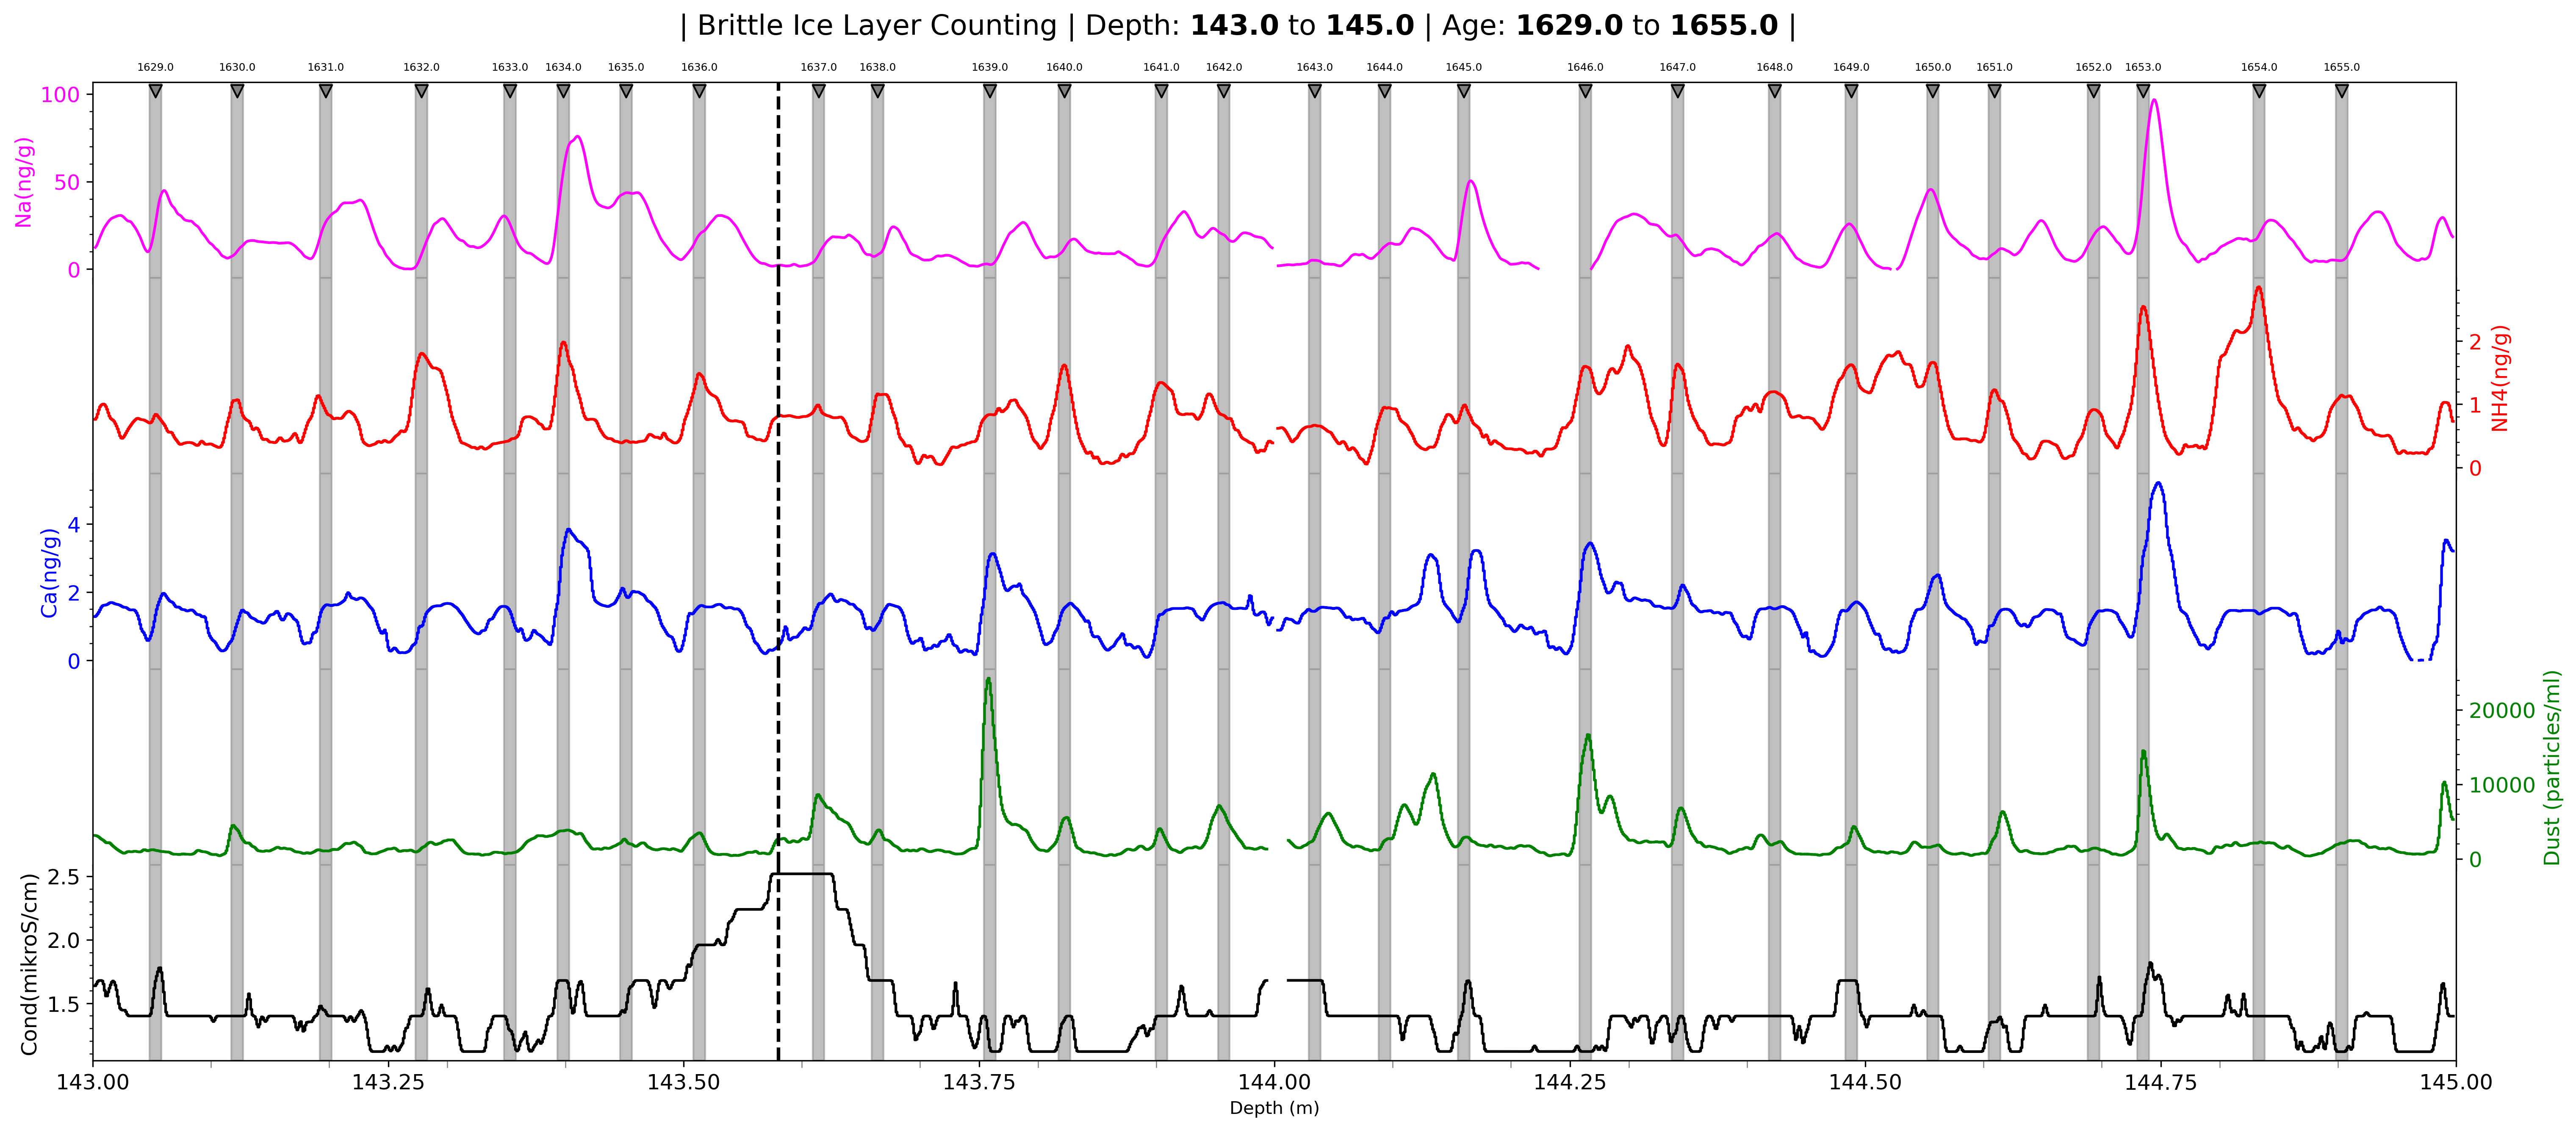 | Brittle Ice Layer Counting | Depth: 143.0 to 145.0 | Age: 1629.0 to 1655.0 |
1629.0 1630.0 1631.0 1632.0 1633.0 1634.0 1635.0 1636.0 1637.0 1638.0 1639.0 1640.0 1641.0 1642.0 1643.0 1644.0 1645.0 1646.0 1647.0 1648.0 1649.0 1650.0 1651.0 1652.0 1653.0 1654.0 1655.0
Na(ng/g)
100
50
0
NH4(ng/g)
2
1
0
Ca(ng/g)
4
2
0
Dust (particles/ml)
20000
10000
0
Cond(mikroS/cm)
2.5
2.0
1.5
143.00 143.25 143.50 143.75 144.00 144.25 144.50 144.75 145.00
Depth (m)